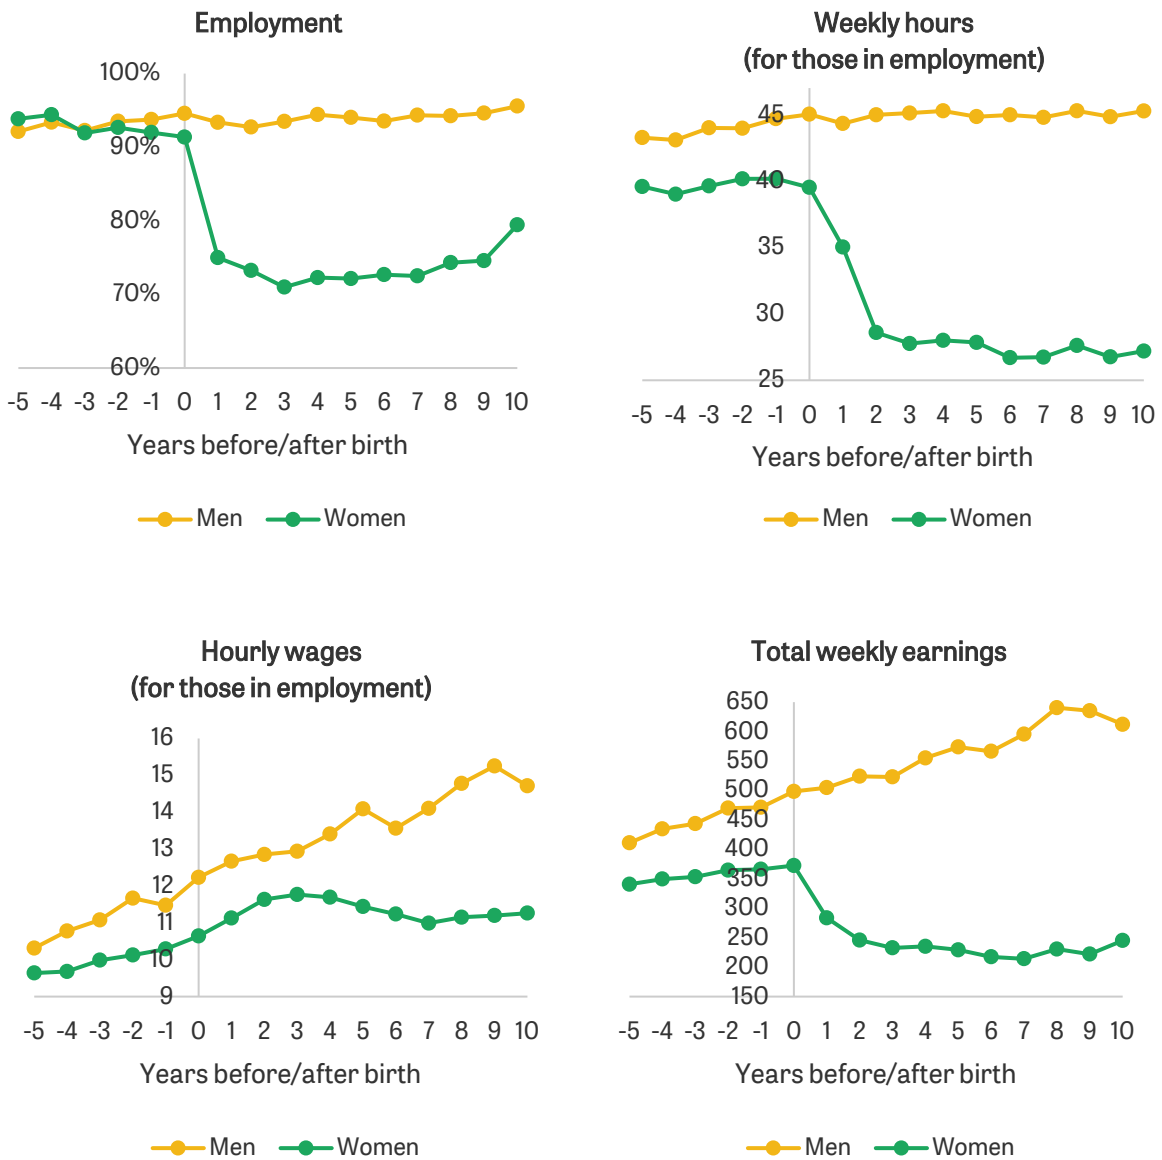 Employment
100%
90%
80%
70%
60%
-5 -4 -3 -2 -1 0 1 2 3 4 5 6 7 8 9 10
Years before/after birth
Men Women
Weekly hours
(for those in employment)
45
40
35
30
25
-5 -4 -3 -2 -1 0 1 2 3 4 5 6 7 8 9 10
Years before/after birth
Men Women
Hourly wages
(for those in employment)
16
15
14
13
12
11
10
9
-5 -4 -3 -2 -1 0 1 2 3 4 5 6 7 8 9 10
Years before/after birth
Men Women
Total weekly earnings
650
600
550
500
450
400
350
300
250
200
150
-5 -4 -3 -2 -1 0 1 2 3 4 5 6 7 8 9 10
Years before/after birth
Men Women